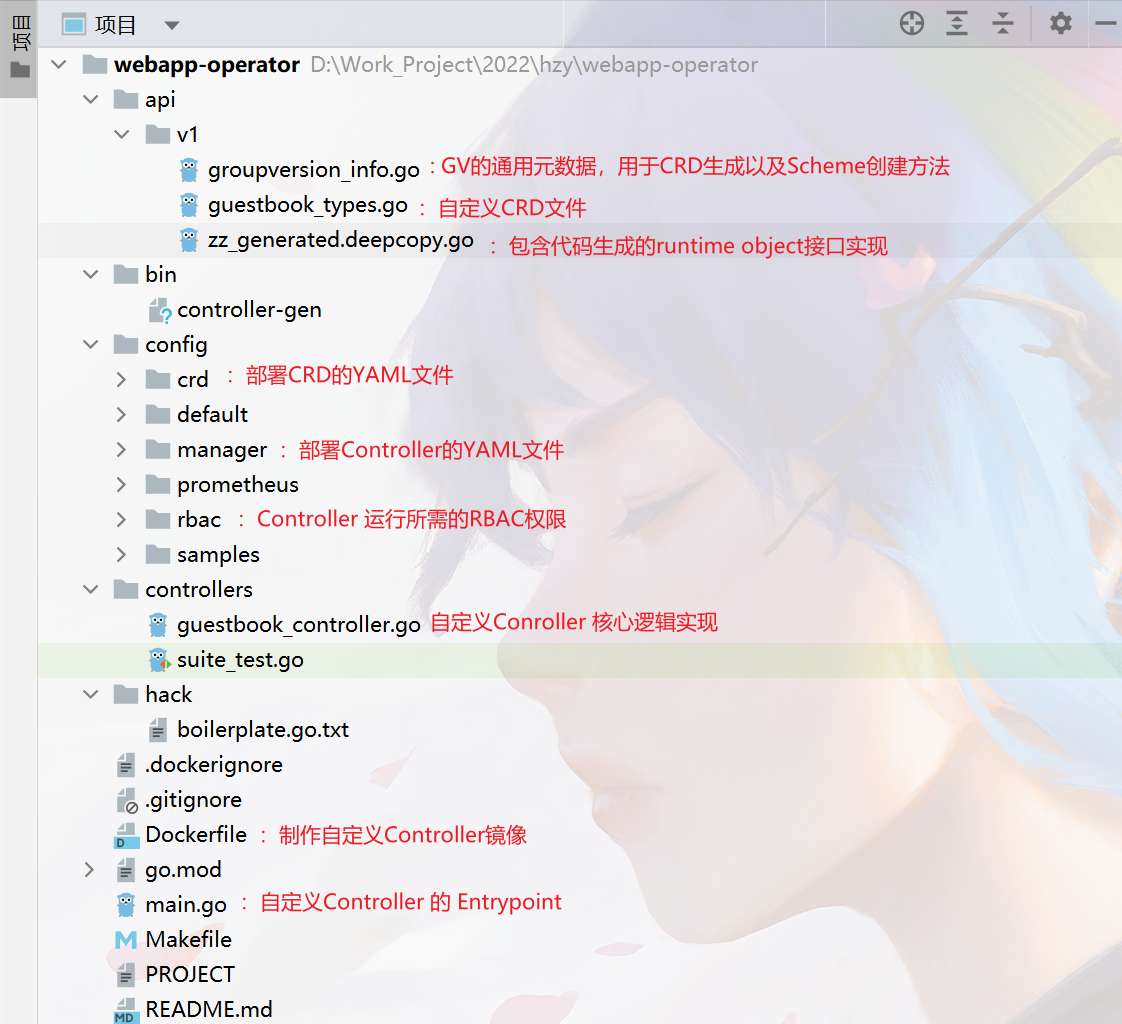 项目
项目
webapp-operator D:\Work_Project\2022\hzy\webapp-operator
api
v1
groupversion_info.go : GV的通用元数据，用于CRD生成以及Scheme创建方法
guestbook_types.go ： 自定义CRD文件
zz_generated.deepcopy.go ： 包含代码生成的runtime object接口实现
bin
controller-gen
config
crd ： 部署CRD的YAML文件
default
manager ： 部署Controller的YAML文件
prometheus
rbac ： Controller 运行所需的RBAC权限
samples
controllers
guestbook_controller.go 自定义Conroller 核心逻辑实现
suite_test.go
hack
boilerplate.go.txt
.dockerignore
.gitignore
Dockerfile ： 制作自定义Controller镜像
go.mod
main.go ： 自定义Controller 的 Entrypoint
Makefile
PROJECT
README.md